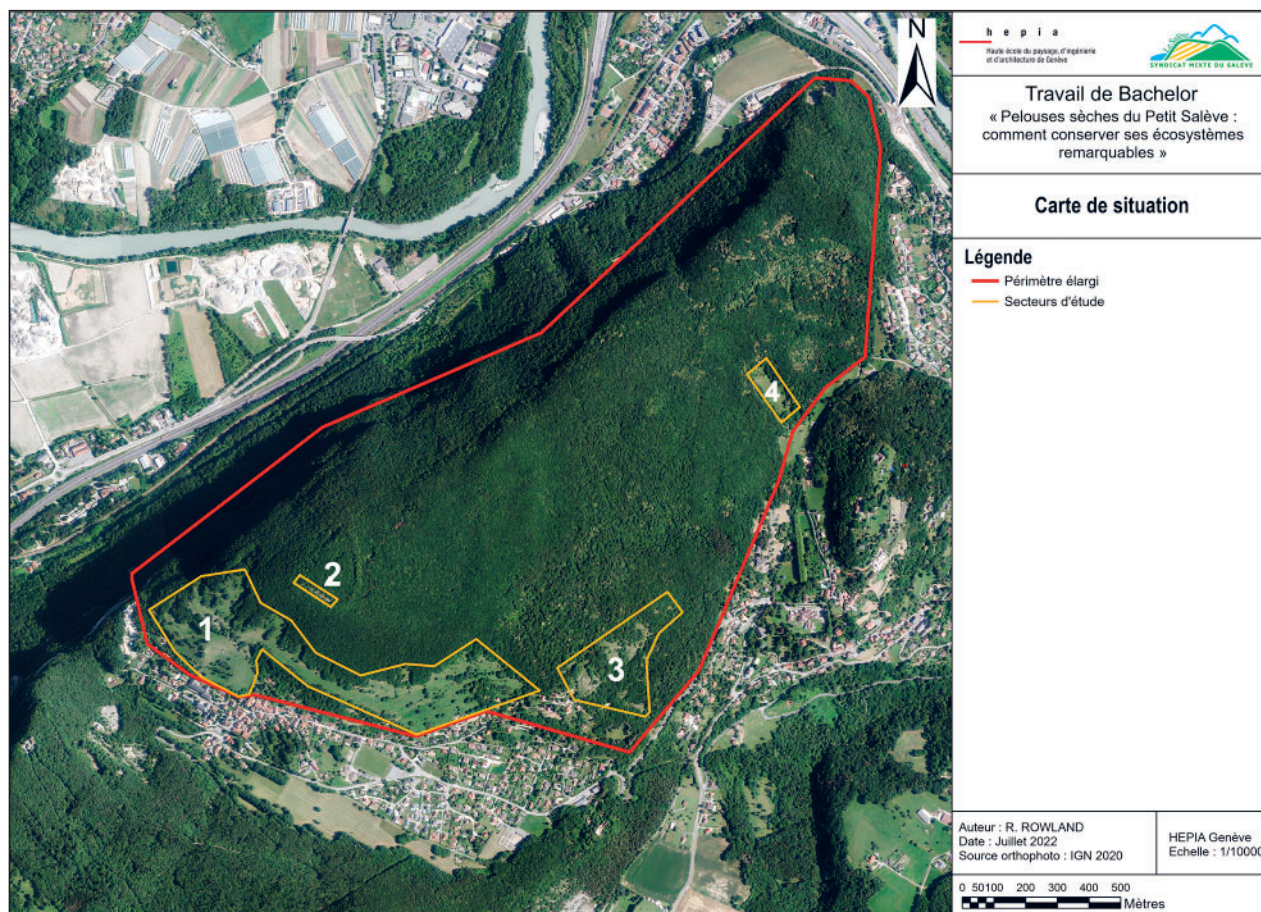 N
1
2
3
4
h e p i a
Haute école du paysage, d'ingénierie
et d'architecture de Genève
Le Salève
SYNDICAT MIXTE DU SALÈVE
Travail de Bachelor
« Pelouses sèches du Petit Salève :
comment conserver ses écosystèmes
remarquables »
Carte de situation
Légende
Périmètre élargi
Secteurs d'étude
Auteur : R. ROWLAND
Date : Juillet 2022
Source orthophoto : IGN 2020
HEPIA Genève
Echelle : 1/10000
0 50100 200 300 400 500
Mètres